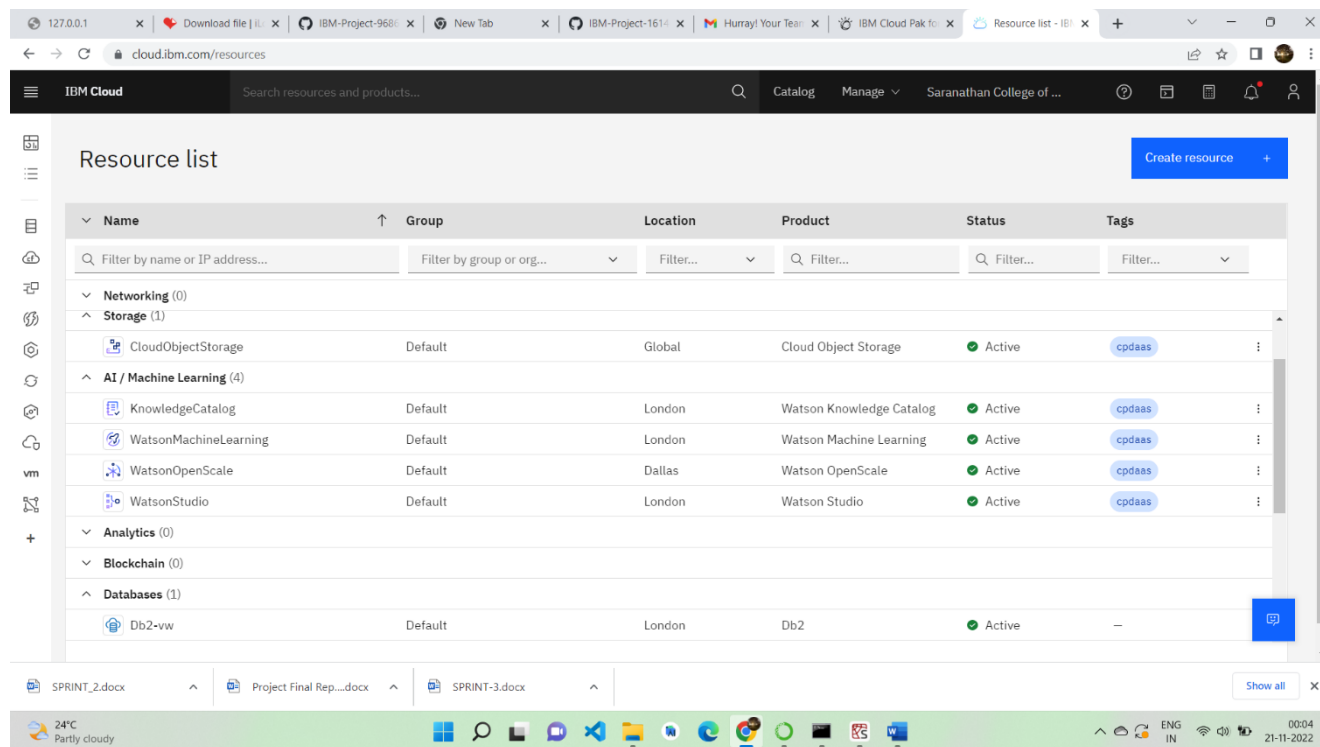 127.0.0.1
Download file | iLo
IBM-Project-9686
New Tab
IBM-Project-1614
Hurray! Your Team
IBM Cloud Pak fo
Resource list - IBM
cloud.ibm.com/resources
IBM Cloud
Search resources and products...
Catalog
Manage
Saranathan College of ...
Resource list
Create resource +
Name
Group
Location
Product
Status
Tags
Filter by name or IP address...
Filter by group or org...
Filter...
Filter...
Filter...
Filter...
Networking (0)
Storage (1)
CloudObjectStorage Default Global Cloud Object Storage Active cpdaas
AI / Machine Learning (4)
KnowledgeCatalog Default London Watson Knowledge Catalog Active cpdaas
WatsonMachineLearning Default London Watson Machine Learning Active cpdaas
WatsonOpenScale Default Dallas Watson OpenScale Active cpdaas
WatsonStudio Default London Watson Studio Active cpdaas
vm
Analytics (0)
Blockchain (0)
Databases (1)
Db2-vw Default London Db2 Active –
SPRINT_2.docx
Project Final Rep....docx
SPRINT-3.docx
Show all
24°C
Partly cloudy
ENG
IN
00:04
21-11-2022